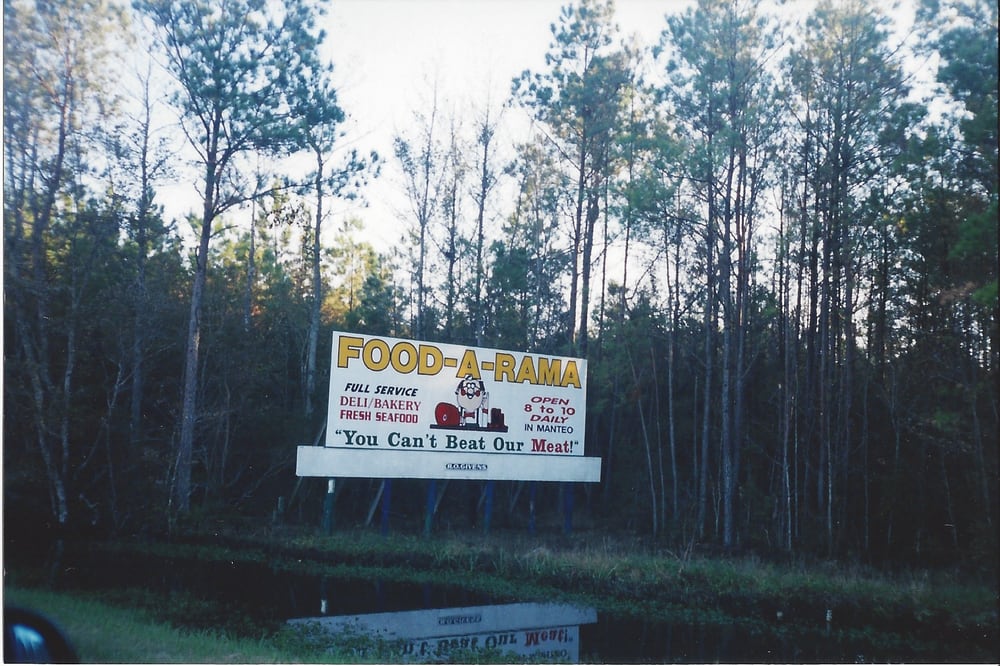 FOOD-A-RAMA
FULL SERVICE
DELI/BAKERY
FRESH SEAFOOD
OPEN
8 to 10
DAILY
IN MANTEO
"You Can't Beat Our Meat!"
R.O.GIVENS